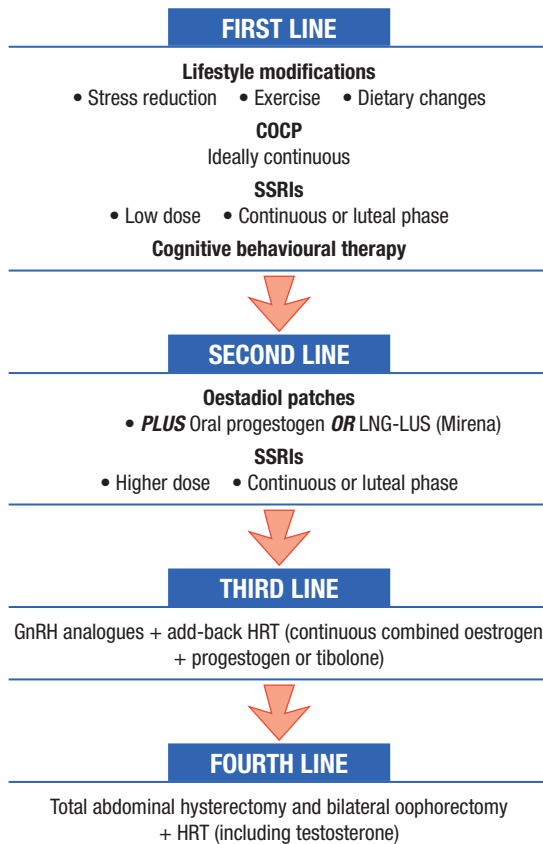 FIRST LINE
Lifestyle modifications
• Stress reduction • Exercise • Dietary changes
COCP
Ideally continuous
SSRIs
• Low dose • Continuous or luteal phase
Cognitive behavioural therapy
SECOND LINE
Oestadiol patches
• PLUS Oral progestogen OR LNG-LUS (Mirena)
SSRIs
• Higher dose • Continuous or luteal phase
THIRD LINE
GnRH analogues + add-back HRT (continuous combined oestrogen
+ progestogen or tibolone)
FOURTH LINE
Total abdominal hysterectomy and bilateral oophorectomy
+ HRT (including testosterone)